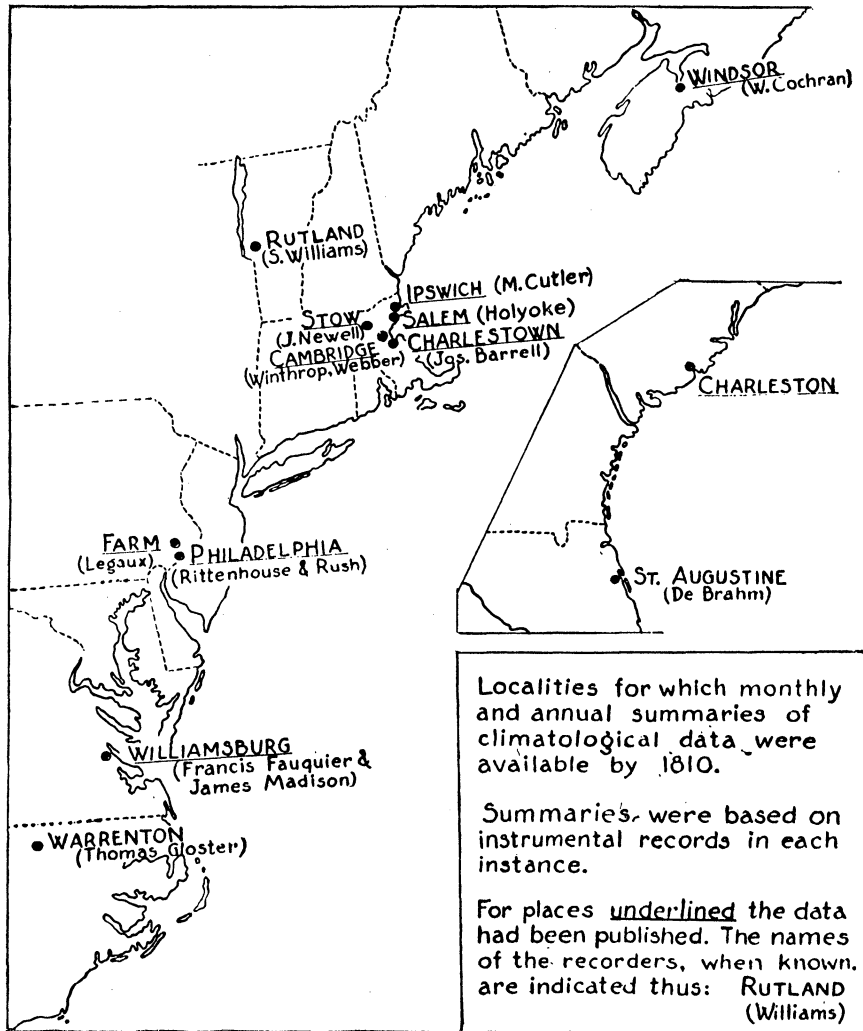 WINDSOR
(W. Cochran)
RUTLAND
(S. Williams)
IPSWICH (M. Cutler)
SALEM (Holyoke)
STOW
(J. Newell)
CHARLESTOWN
(Jos. Barrell)
CAMBRIDGE
(Winthrop, Webber)
CHARLESTON
FARM
(Legaux)
PHILADELPHIA
(Rittenhouse & Rush)
ST. AUGUSTINE
(De Brahm)
WILLIAMSBURG
(Francis Fauquier &
James Madison)
WARRENTON
(Thomas Gloster)
Localities for which monthly
and annual summaries of
climatological data were
available by 1810.
Summaries were based on
instrumental records in each
instance.
For places underlined the data
had been published. The names
of the recorders, when known.
are indicated thus: RUTLAND
(Williams)